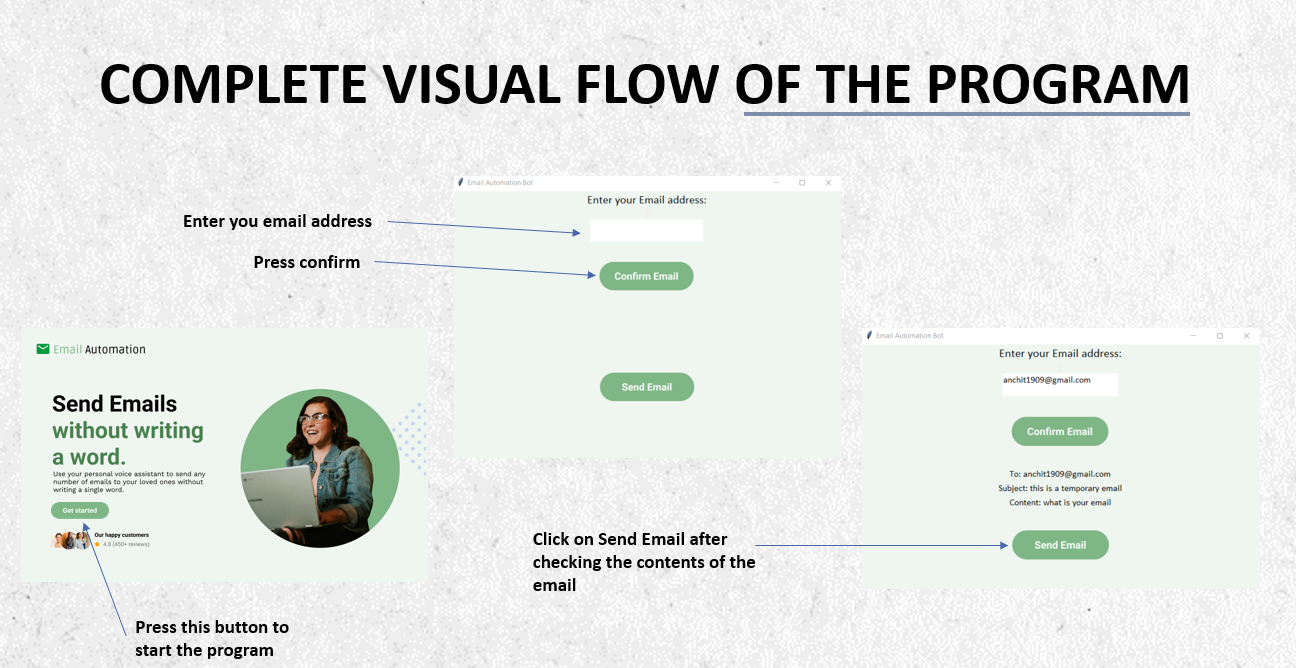 COMPLETE VISUAL FLOW OF THE PROGRAM
Email Automation Bot
Enter your Email address:
Enter you email address
Press confirm
Confirm Email
Send Email
Email Automation
Send Emails
without writing
a word.
Use your personal voice assistant to send any
number of emails to your loved ones without
writing a single word.
Get started
Our happy customers
4.8 (450+ reviews)
Press this button to
start the program
Email Automation Bot
Enter your Email address:
anchit1909@gmail.com
Confirm Email
To: anchit1909@gmail.com
Subject: this is a temporary email
Content: what is your email
Send Email
Click on Send Email after
checking the contents of the
email